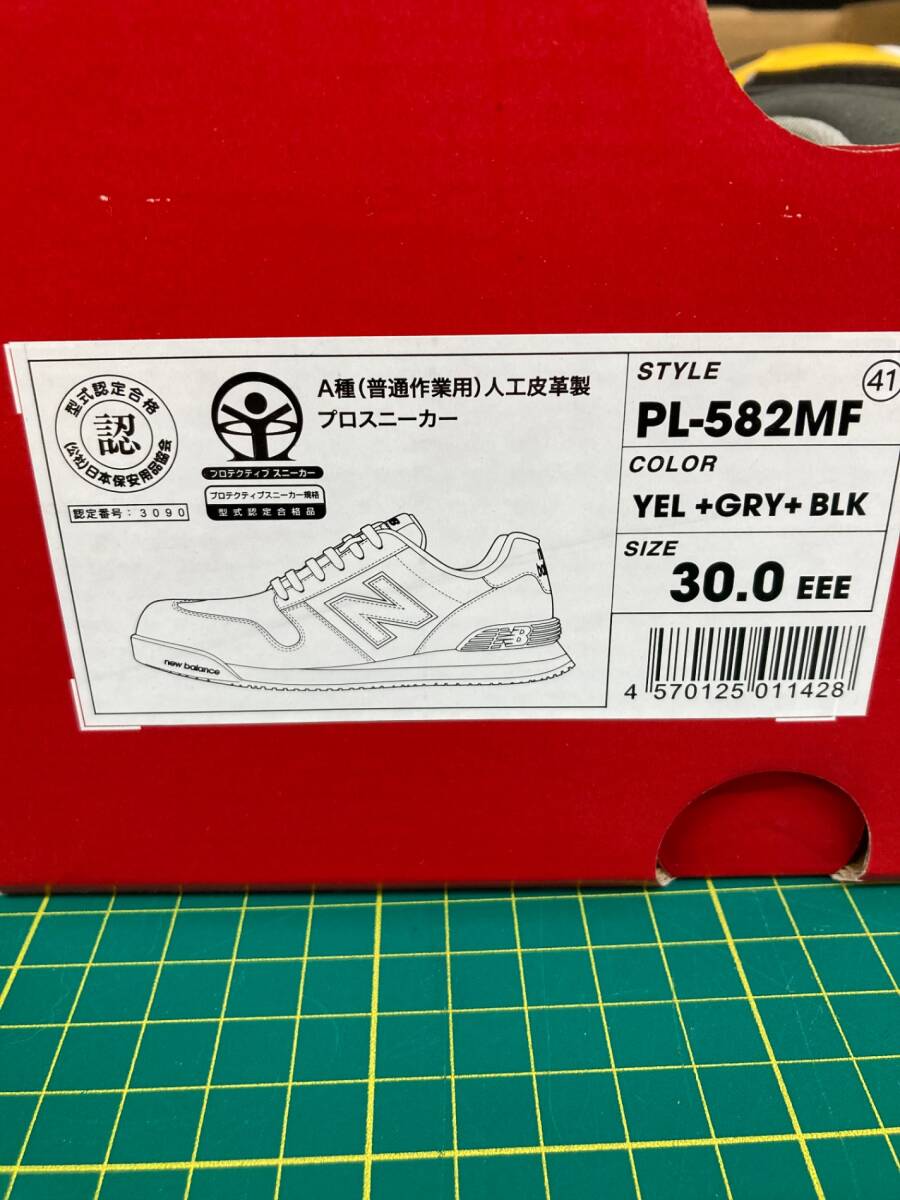 型式認定合格
認
(公社)日本保安用品協会
認定番号：3090
プロテクティブ スニーカー
プロテクティブスニーカー規格
型式認定合格品
A種(普通作業用)人工皮革製
プロスニーカー
N
new balance
NB
STYLE
41
PL-582MF
COLOR
YEL +GRY+ BLK
SIZE
30.0 EEE
4 570125 011428